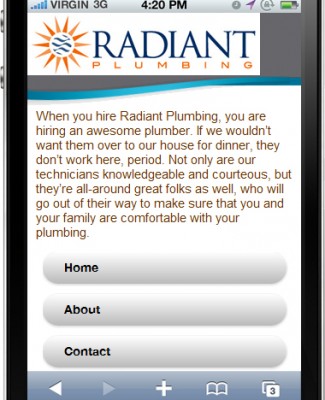 VIRGIN 3G 4:20 PM
RADIANT
PLUMBING
When you hire Radiant Plumbing, you are
hiring an awesome plumber. If we wouldn't
want them over to our house for dinner, they
don't work here, period. Not only are our
technicians knowledgeable and courteous, but
they're all-around great folks as well, who will
go out of their way to make sure that you and
your family are comfortable with your
plumbing.
Home
About
Contact
3